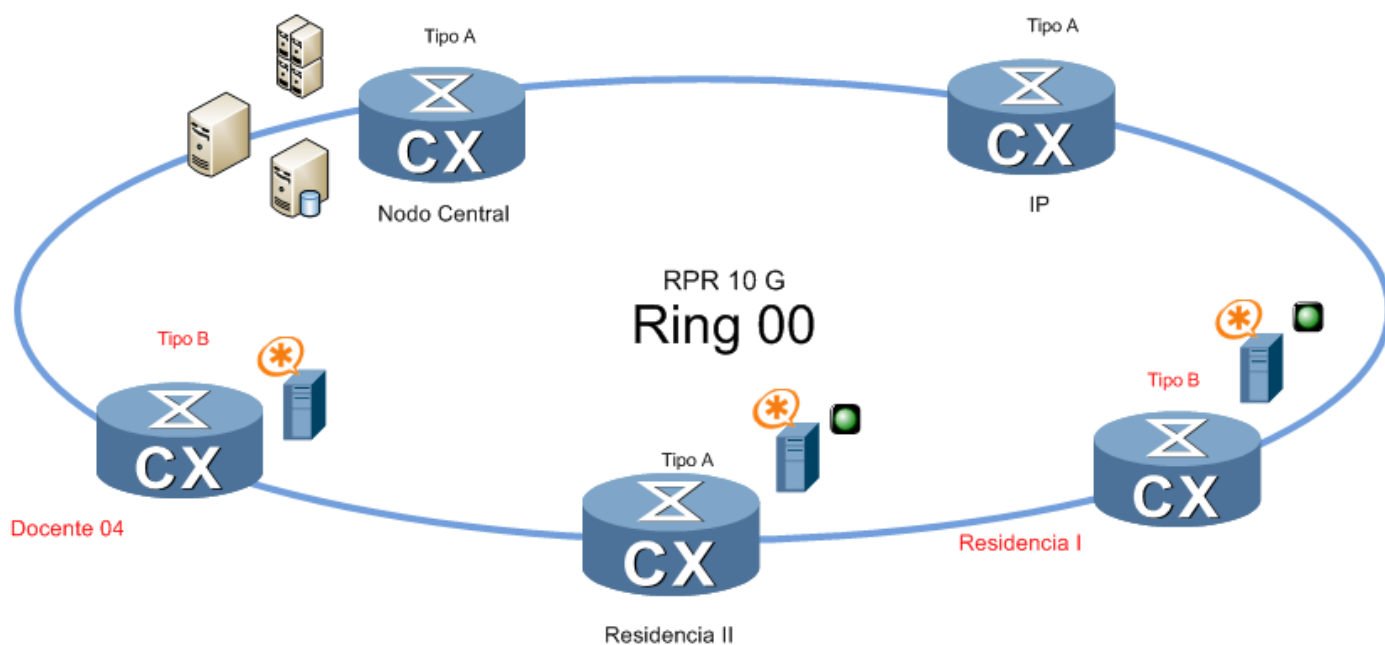 Tipo A
Tipo A
CX
CX
Nodo Central
IP
RPR 10 G
Ring 00
Tipo B
Tipo B
CX
Tipo A
CX
Docente 04
Residencia I
CX
Residencia II